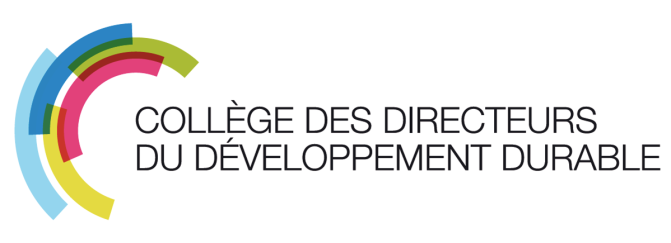 COLLÈGE DES DIRECTEURS
DU DÉVELOPPEMENT DURABLE